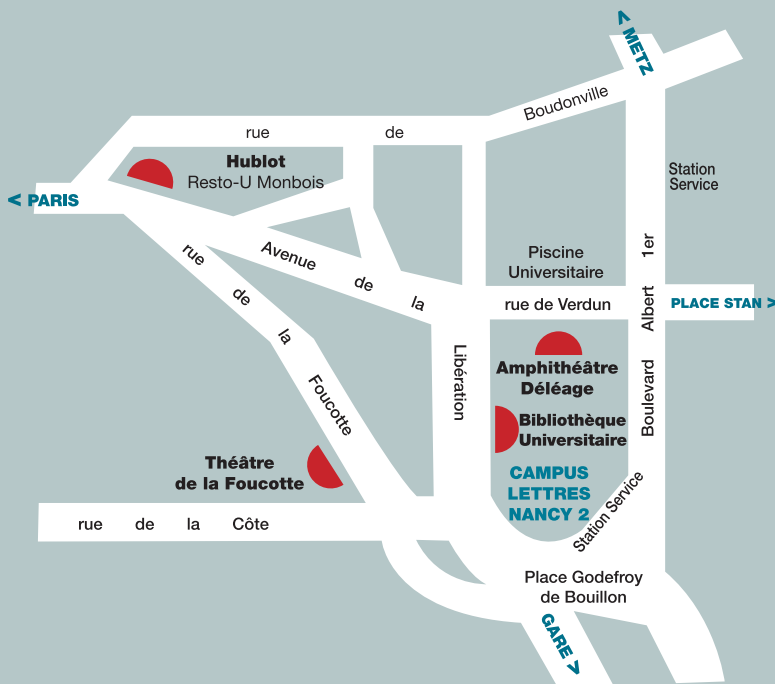 < METZ
Boudonville
rue de
Hublot
Resto-U Monbois
Station
Service
< PARIS
Piscine
Universitaire
rue de Verdun
PLACE STAN >
Boulevard Albert 1er
Avenue de la
Libération
rue de la Foucotte
Amphithéâtre
Déléage
Bibliothèque
Universitaire
CAMPUS
LETTRES
NANCY 2
Station Service
Théâtre
de la Foucotte
rue de la Côte
Place Godefroy
de Bouillon
GARE >